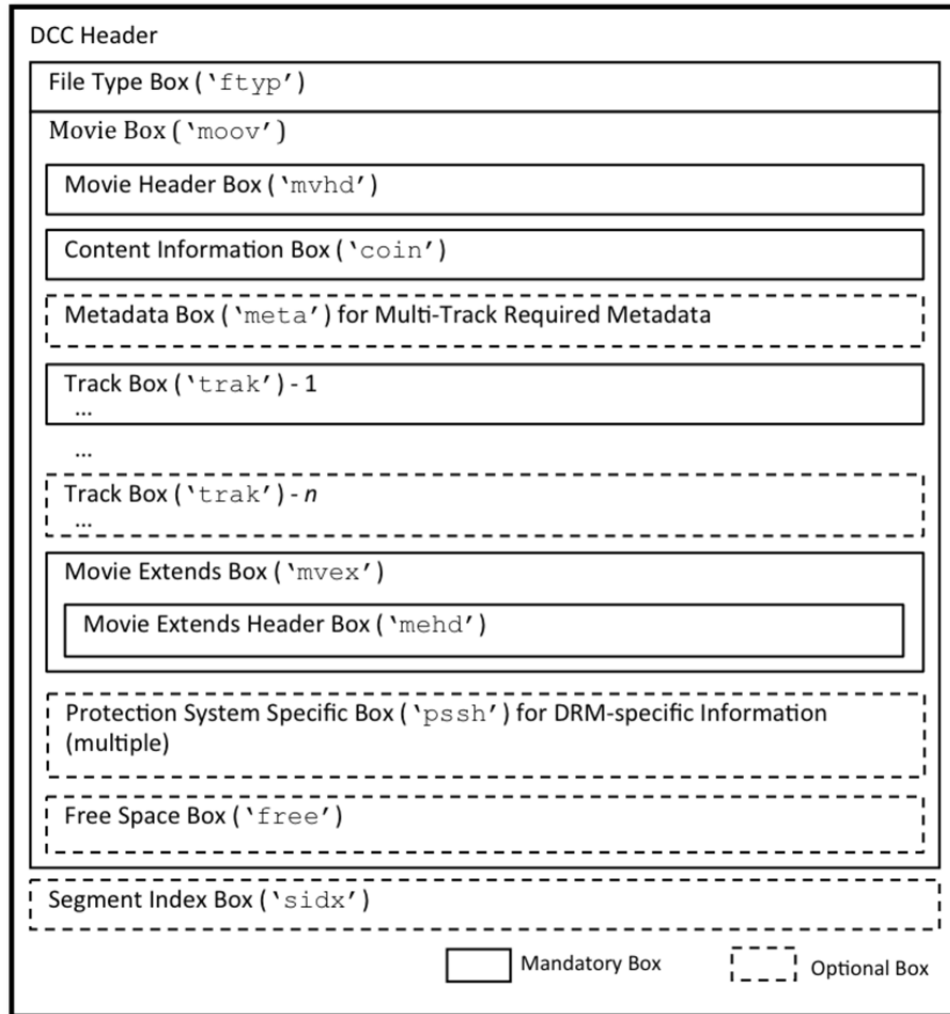 DCC Header
File Type Box (‘ftyp’)
Movie Box (‘moov’)
Movie Header Box (‘mvhd’)
Content Information Box (‘coin’)
Metadata Box (‘meta’) for Multi-Track Required Metadata
Track Box (‘trak’) - 1
...
...
Track Box (‘trak’) - n
...
Movie Extends Box (‘mvex’)
Movie Extends Header Box (‘mehd’)
Protection System Specific Box (‘pssh’) for DRM-specific Information
(multiple)
Free Space Box (‘free’)
Segment Index Box (‘sidx’)
Mandatory Box Optional Box